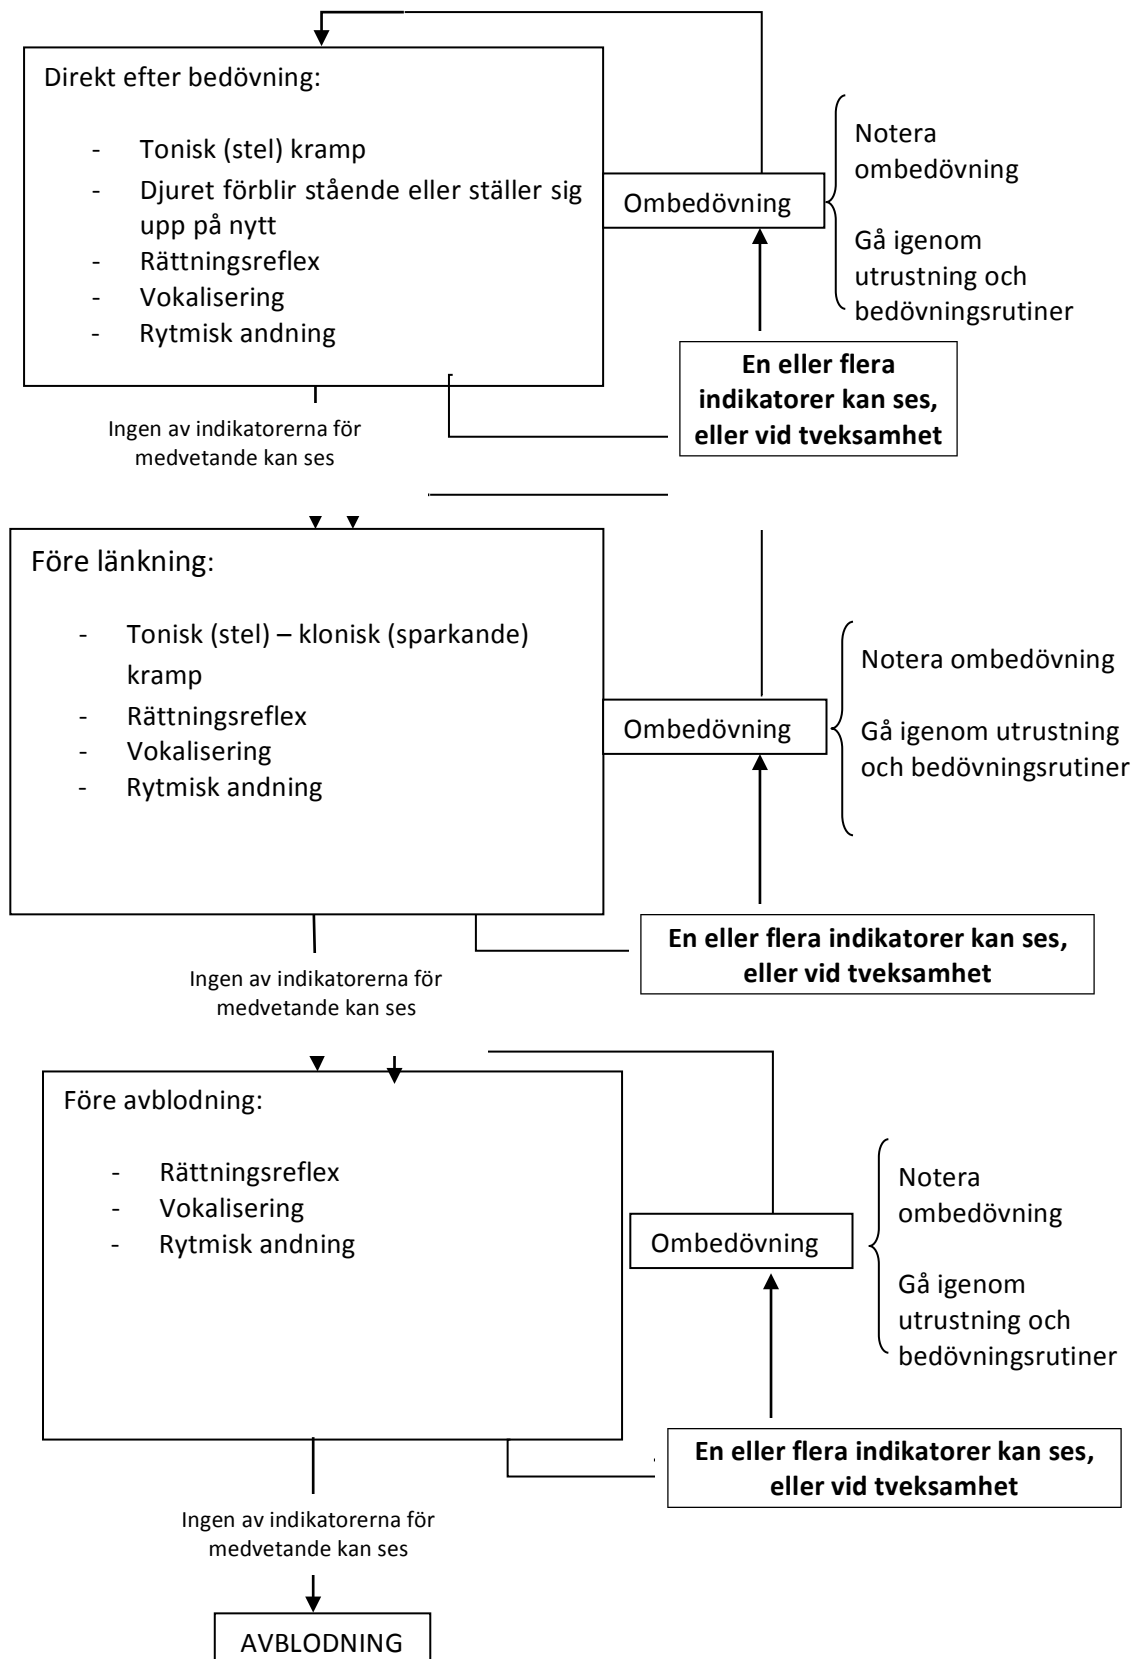 Direkt efter bedövning:
- Tonisk (stel) kramp
- Djuret förblir stående eller ställer sig
upp på nytt
- Rättningsreflex
- Vokalisering
- Rytmisk andning
Ombedövning
Notera
ombedövning
Gå igenom
utrustning och
bedövningsrutiner
En eller flera
indikatorer kan ses,
eller vid tveksamhet
Ingen av indikatorerna för
medvetande kan ses
Före länkning:
- Tonisk (stel) – klonisk (sparkande)
kramp
- Rättningsreflex
- Vokalisering
- Rytmisk andning
Ombedövning
Notera ombedövning
Gå igenom utrustning
och bedövningsrutiner
En eller flera indikatorer kan ses,
eller vid tveksamhet
Ingen av indikatorerna för
medvetande kan ses
Före avblodning:
- Rättningsreflex
- Vokalisering
- Rytmisk andning
Ombedövning
Notera
ombedövning
Gå igenom
utrustning och
bedövningsrutiner
En eller flera indikatorer kan ses,
eller vid tveksamhet
Ingen av indikatorerna för
medvetande kan ses
AVBLODNING